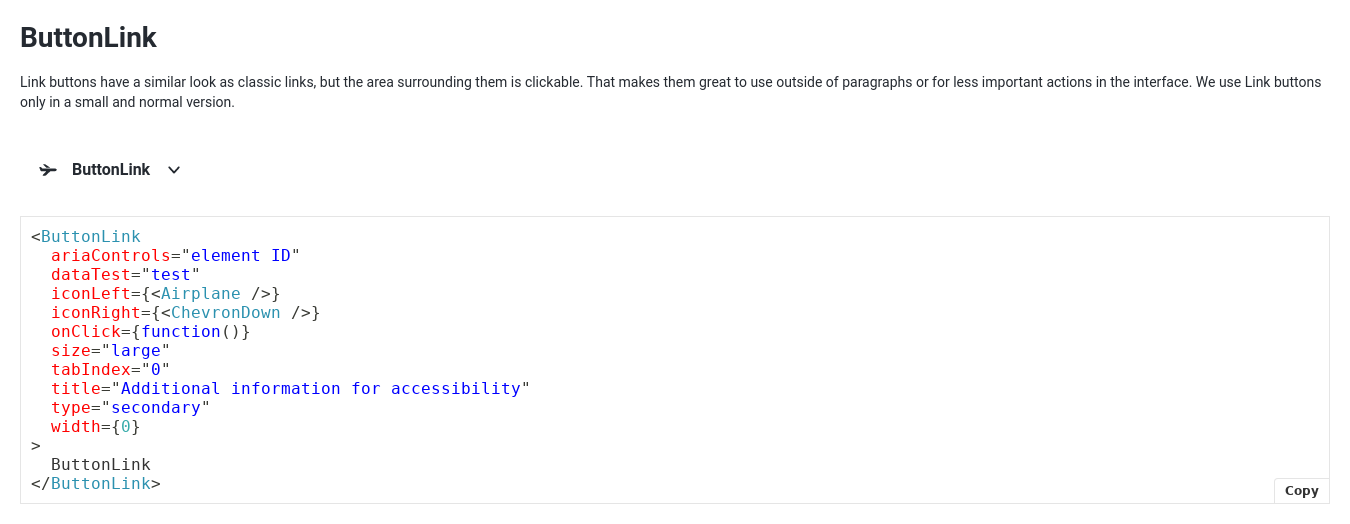 ButtonLink
Link buttons have a similar look as classic links, but the area surrounding them is clickable. That makes them great to use outside of paragraphs or for less important actions in the interface. We use Link buttons
only in a small and normal version.
ButtonLink
<ButtonLink
  ariaControls="element ID"
  dataTest="test"
  iconLeft={<Airplane />}
  iconRight={<ChevronDown />}
  onClick={function()}
  size="large"
  tabIndex="0"
  title="Additional information for accessibility"
  type="secondary"
  width={0}
>
  ButtonLink
</ButtonLink>
Copy